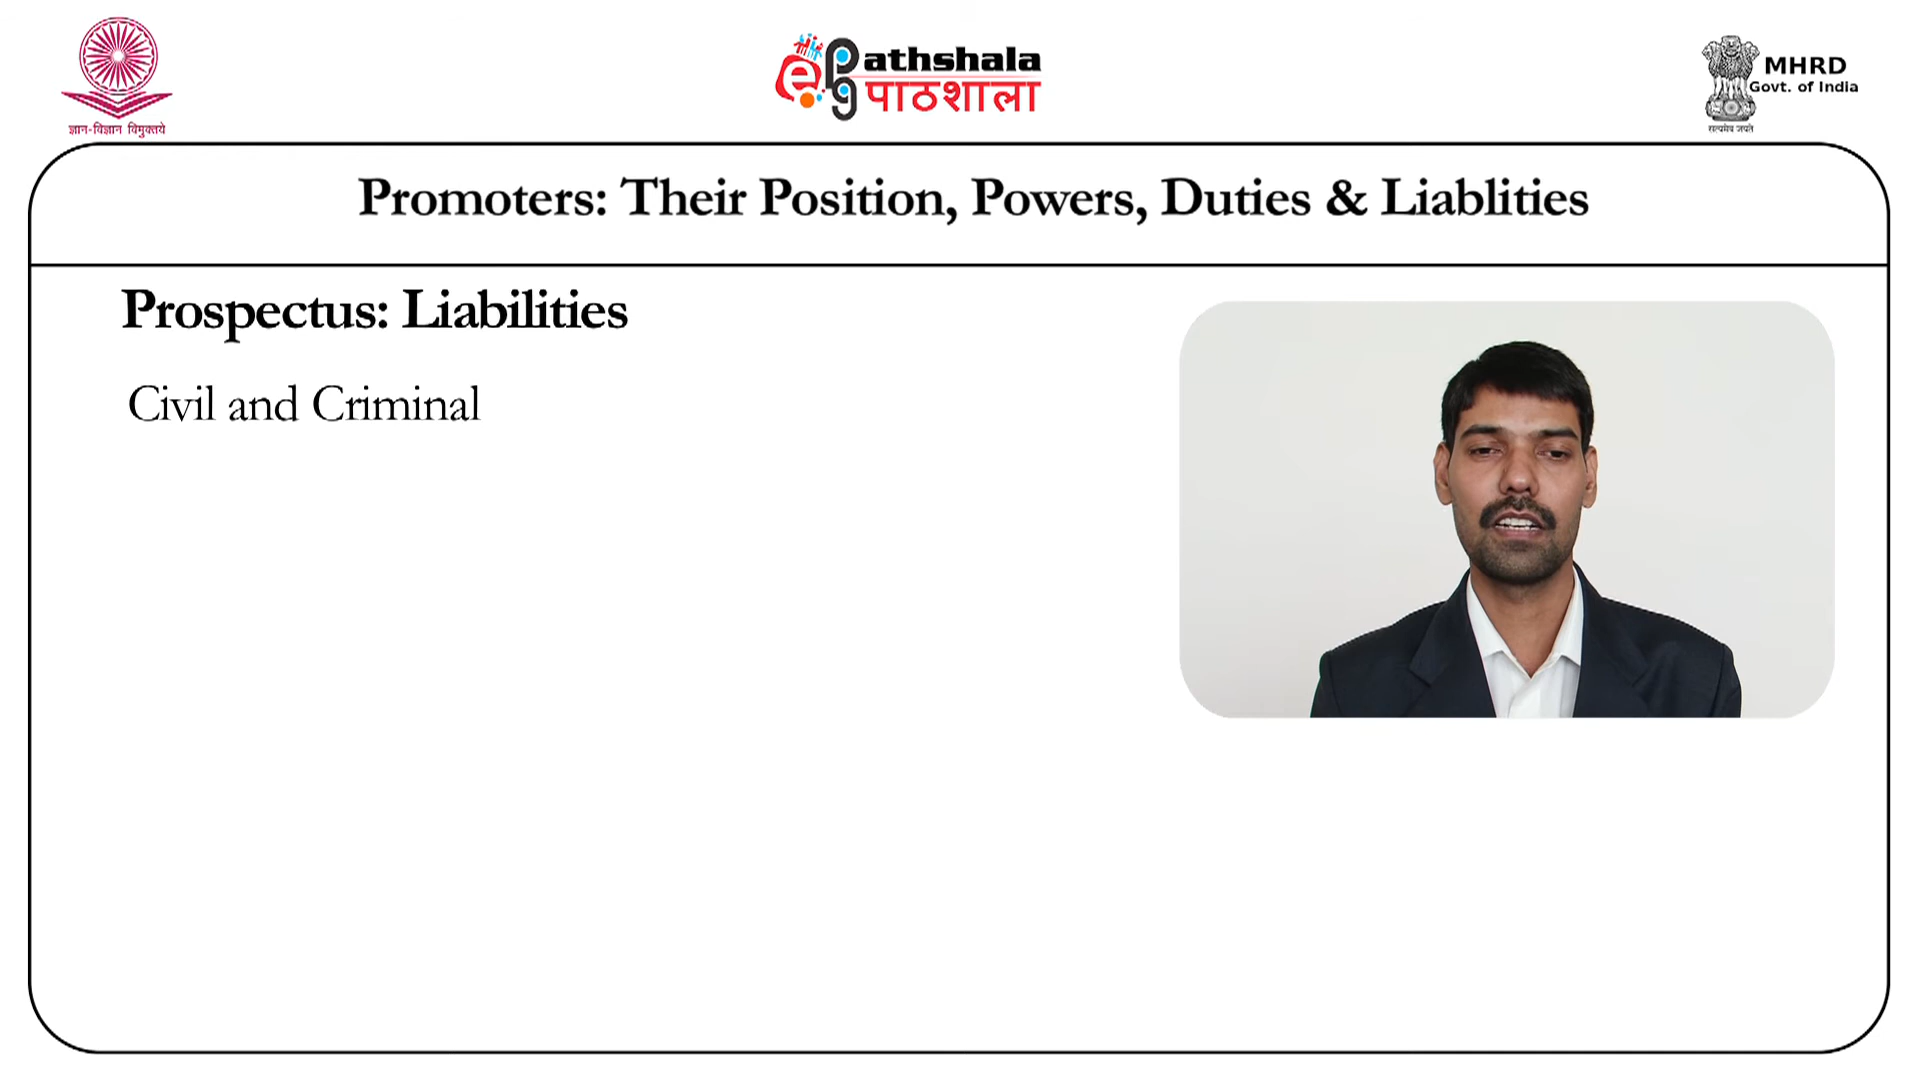 ज्ञान-विज्ञान विमुक्तये
ePg Pathshala
पाठशाला
MHRD
Govt. of India
सत्यमेव जयते
Promoters: Their Position, Powers, Duties & Liablities
Prospectus: Liabilities
Civil and Criminal